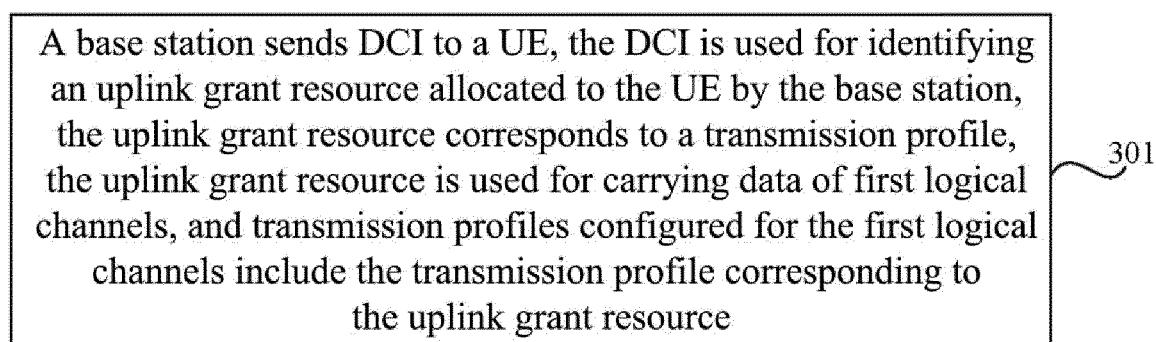 A base station sends DCI to a UE, the DCI is used for identifying
an uplink grant resource allocated to the UE by the base station,
the uplink grant resource corresponds to a transmission profile,
the uplink grant resource is used for carrying data of first logical
channels, and transmission profiles configured for the first logical
channels include the transmission profile corresponding to
the uplink grant resource
301